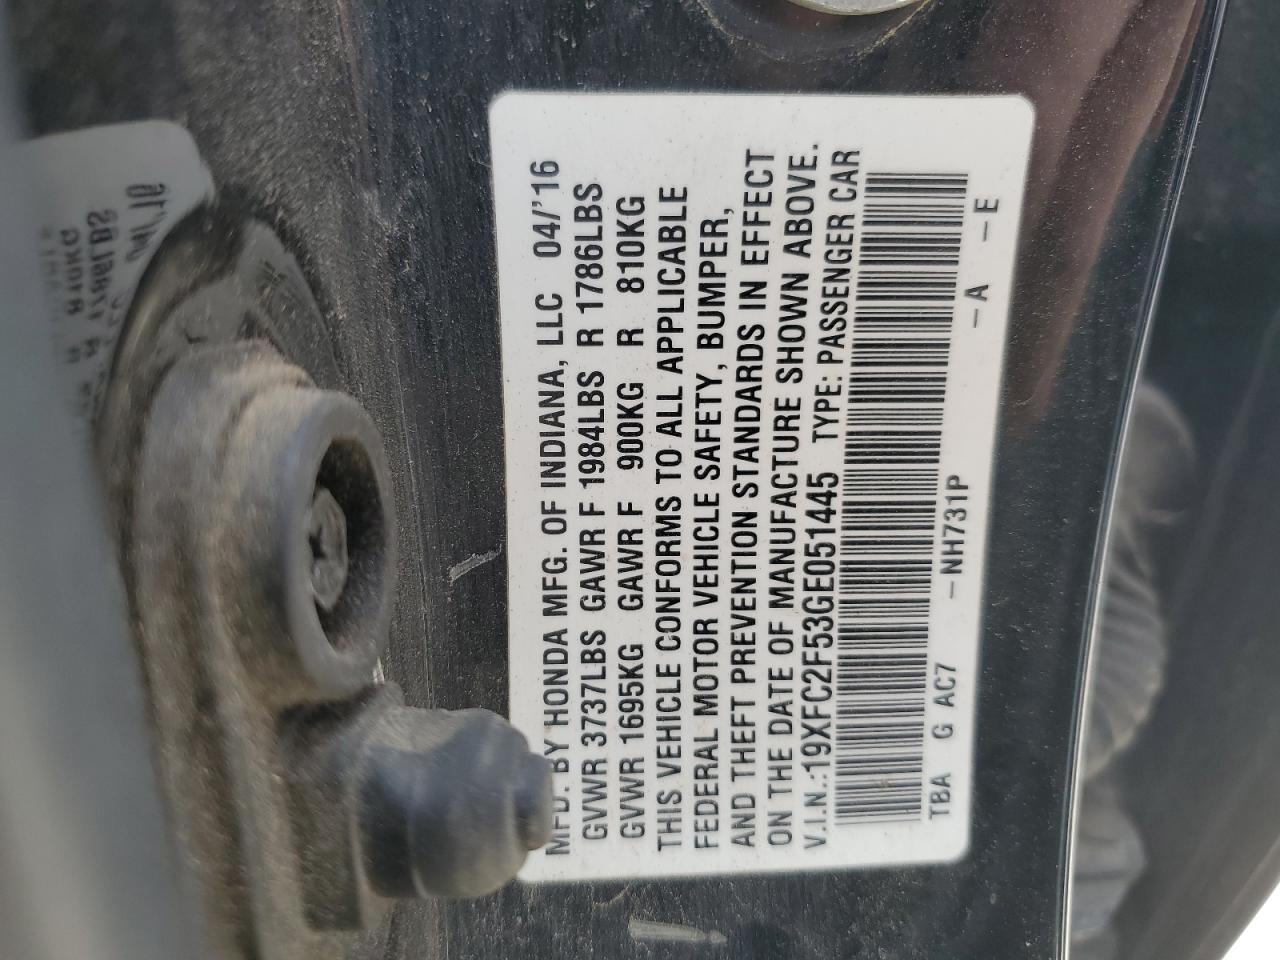 MFD. BY HONDA MFG. OF INDIANA, LLC 04/'16
GVWR 3737LBS GAWR F 1984LBS R 1786LBS
GVWR 1695KG GAWR F 900KG R 810KG
THIS VEHICLE CONFORMS TO ALL APPLICABLE
FEDERAL MOTOR VEHICLE SAFETY, BUMPER,
AND THEFT PREVENTION STANDARDS IN EFFECT
ON THE DATE OF MANUFACTURE SHOWN ABOVE.
V.I.N.:19XFC2F53GE051445 TYPE: PASSENGER CAR
TBA G AC7 -NH731P -A -E